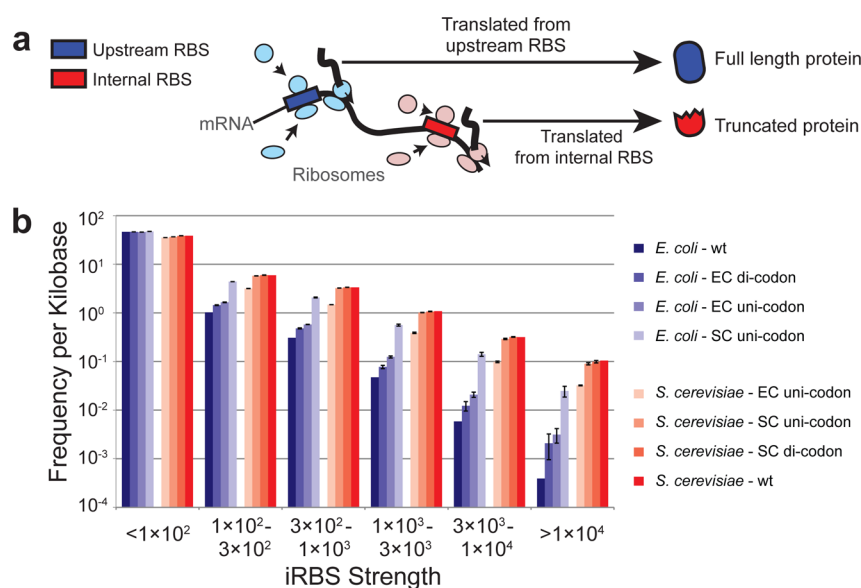 a
Upstream RBS
Internal RBS
mRNA
Ribosomes
Translated from
upstream RBS
Full length protein
Translated
from internal RBS
Truncated protein
b
Frequency per Kilobase
10²
10¹
10⁰
10⁻¹
10⁻²
10⁻³
10⁻⁴
<1×10²
1×10²-
3×10²
3×10²-
1×10³
1×10³-
3×10³
3×10³-
1×10⁴
>1×10⁴
iRBS Strength
E. coli - wt
E. coli - EC di-codon
E. coli - EC uni-codon
E. coli - SC uni-codon
S. cerevisiae - EC uni-codon
S. cerevisiae - SC uni-codon
S. cerevisiae - SC di-codon
S. cerevisiae - wt